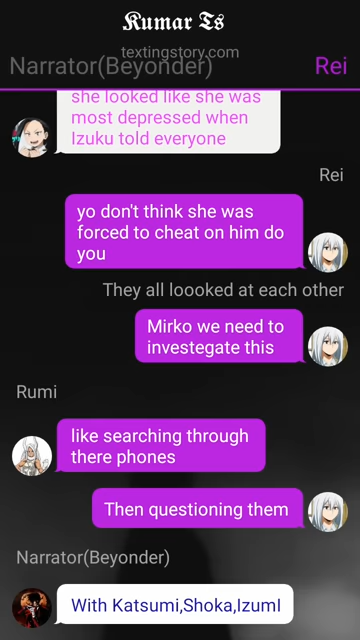 Kumar Ts
textingstory.com
Narrator(Beyonder)
Rei
she looked like she was
most depressed when
Izuku told everyone
Rei
yo don't think she was
forced to cheat on him do
you
They all loooked at each other
Mirko we need to
investegate this
Rumi
like searching through
there phones
Then questioning them
Narrator(Beyonder)
With Katsumi,Shoka,IzumI